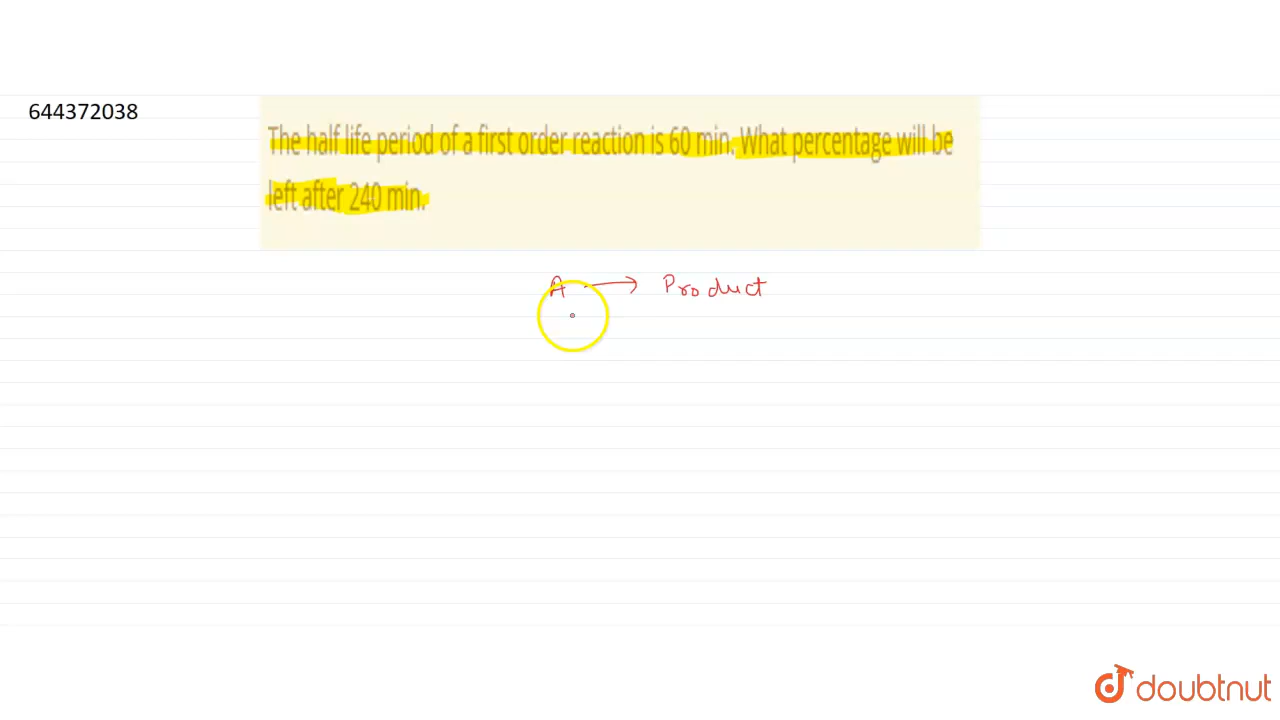 644372038
The half life period of a first order reaction is 60 min. What percentage will be
left after 240 min.
A → Product
doubtnut